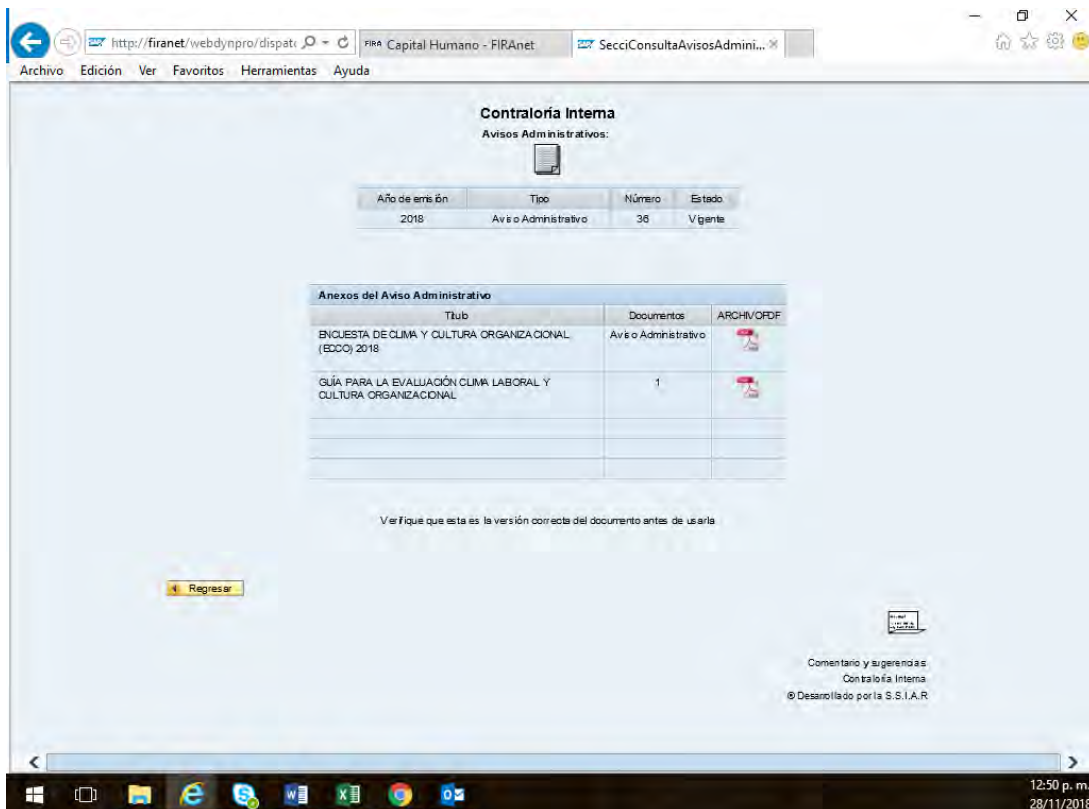 http://firanet/webdynpro/dispatc
FIRA Capital Humano - FIRAnet
SecciConsultaAvisosAdmini...
Archivo Edición Ver Favoritos Herramientas Ayuda
Contraloría Interna
Avisos Administrativos:
Año de emisión Tipo Número Estado
2018 Aviso Administrativo 36 Vigente
Anexos del Aviso Administrativo
Titulo Documentos ARCHIVOPDF
ENCUESTA DE CLIMA Y CULTURA ORGANIZACIONAL Aviso Administrativo
(ECCO) 2018
GUÍA PARA LA EVALUACIÓN CLIMA LABORAL Y 1
CULTURA ORGANIZACIONAL
Verifique que esta es la versión correcta del documento antes de usarla
Regresar
Comentario y sugerencias:
Contraloría Interna
® Desarrollado por la S.S.I.A.R
12:50 p. m.
28/11/2018